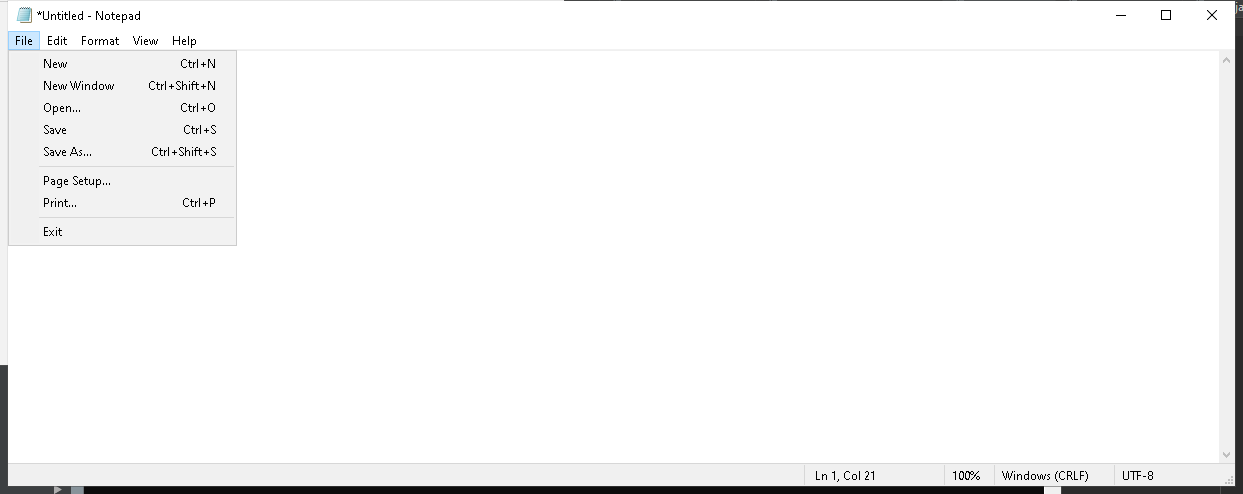 *Untitled - Notepad
File Edit Format View Help
New Ctrl+N
New Window Ctrl+Shift+N
Open... Ctrl+O
Save Ctrl+S
Save As... Ctrl+Shift+S
Page Setup...
Print... Ctrl+P
Exit
Ln 1, Col 21 100% Windows (CRLF) UTF-8